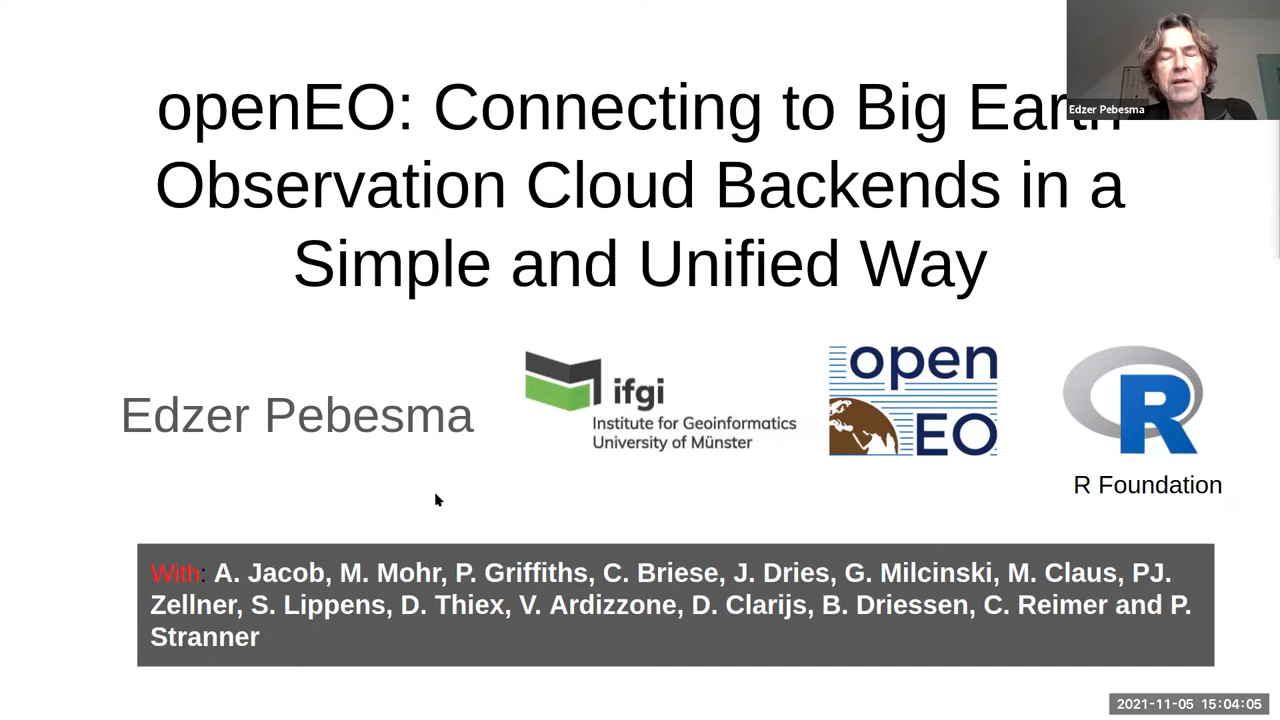 openEO: Connecting to Big Earth
Observation Cloud Backends in a
Simple and Unified Way
Edzer Pebesma
Edzer Pebesma
ifgi
Institute for Geoinformatics
University of Münster
open
EO
R
R Foundation
With: A. Jacob, M. Mohr, P. Griffiths, C. Briese, J. Dries, G. Milcinski, M. Claus, PJ.
Zellner, S. Lippens, D. Thiex, V. Ardizzone, D. Clarijs, B. Driessen, C. Reimer and P.
Stranner
2021-11-05 15:04:05